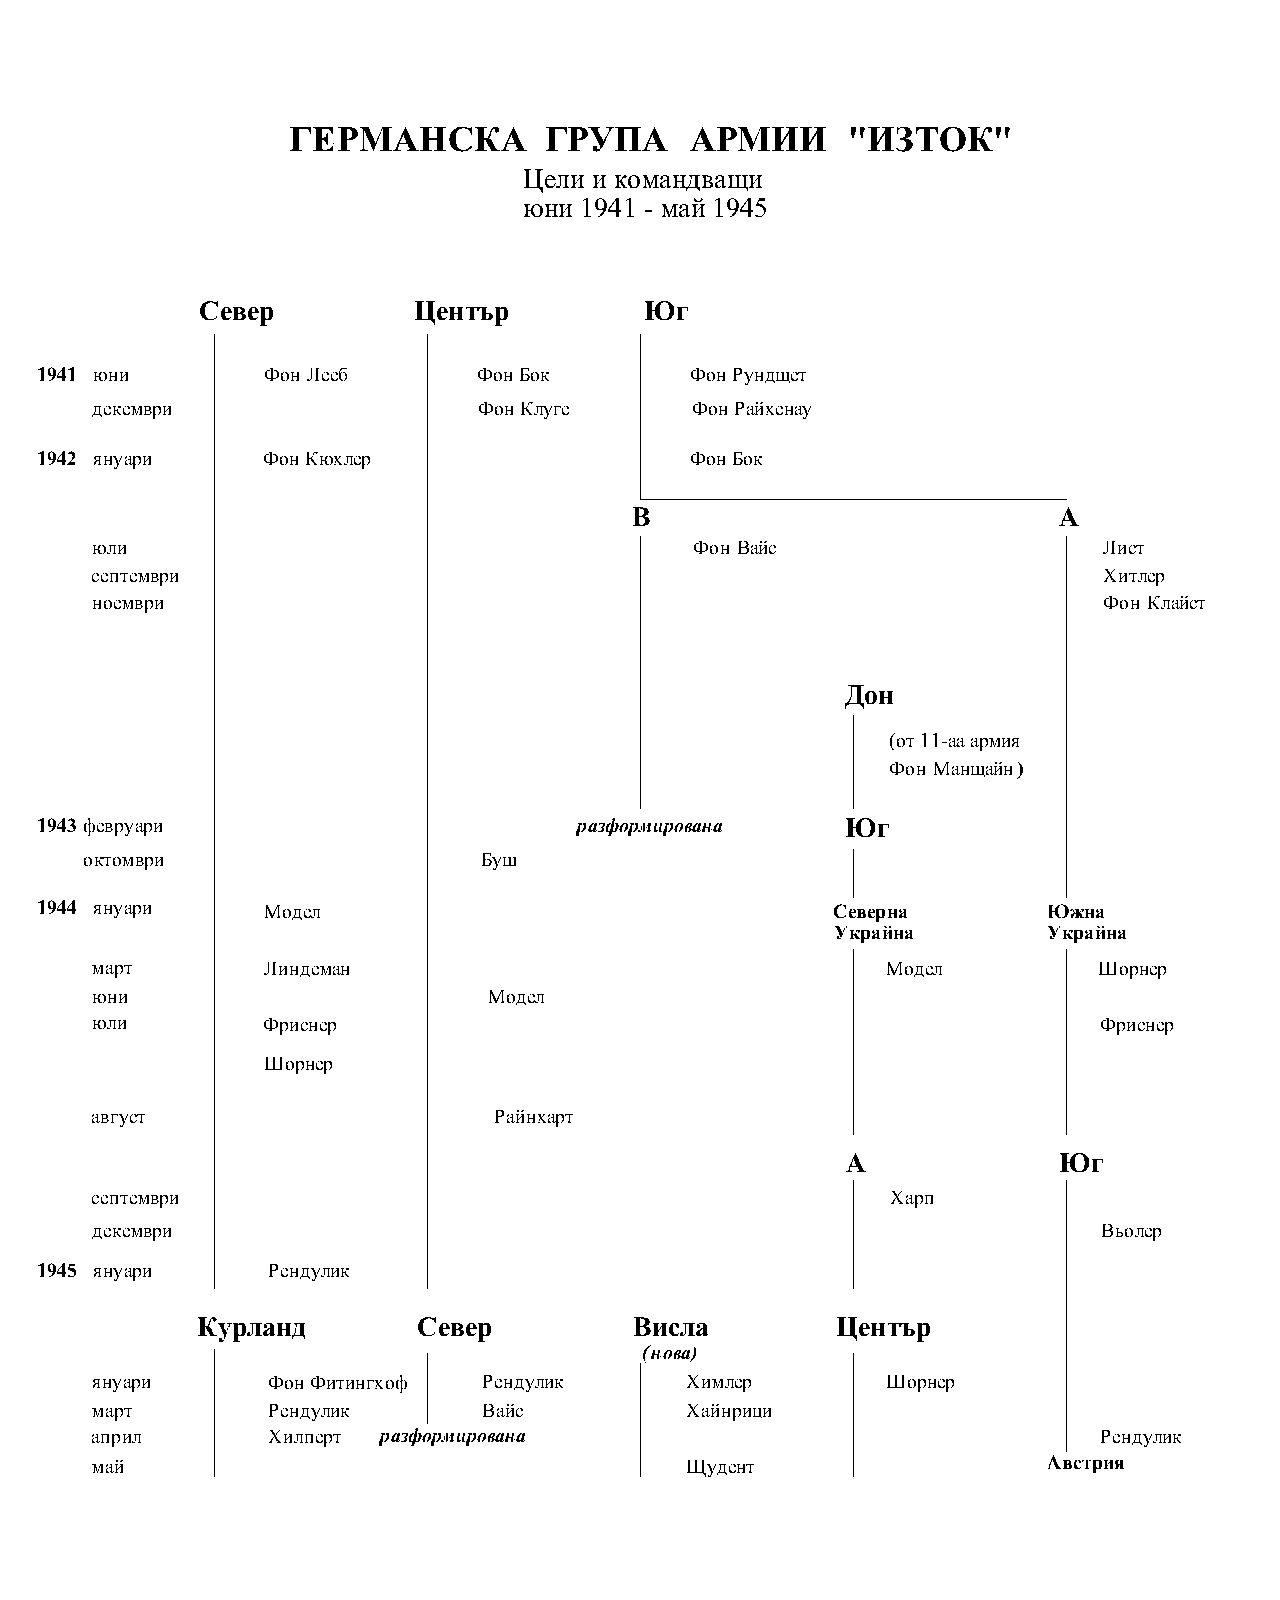 ГЕРМАНСКА ГРУПА АРМИИ "ИЗТОК"
Цели и командващи
юни 1941 - май 1945
Север Център Юг
1941 юни Фон Лееб Фон Бок Фон Рундщет
декември Фон Клуге Фон Райхенау
1942 януари Фон Кюхлер Фон Бок
В А
юли Фон Вайс Лист
септември Хитлер
ноември Фон Клайст
Дон
(от 11-аа армия
Фон Манщайн)
1943 февруари разформирована Юг
октомври Буш
1944 януари Модел Северна Южна
Украйна Украйна
март Линдеман Модел Шорнер
юни Модел
юли Фриснер Фриснер
Шорнер
август Райнхарт
А Юг
септември Харп
декември Вьолер
1945 януари Рендулик
Курланд Север Висла Център
(нова)
януари Фон Фитингхоф Рендулик Химлер Шорнер
март Рендулик Вайс Хайнрици
април Хилперт разформирована Рендулик
май Щудент Австрия